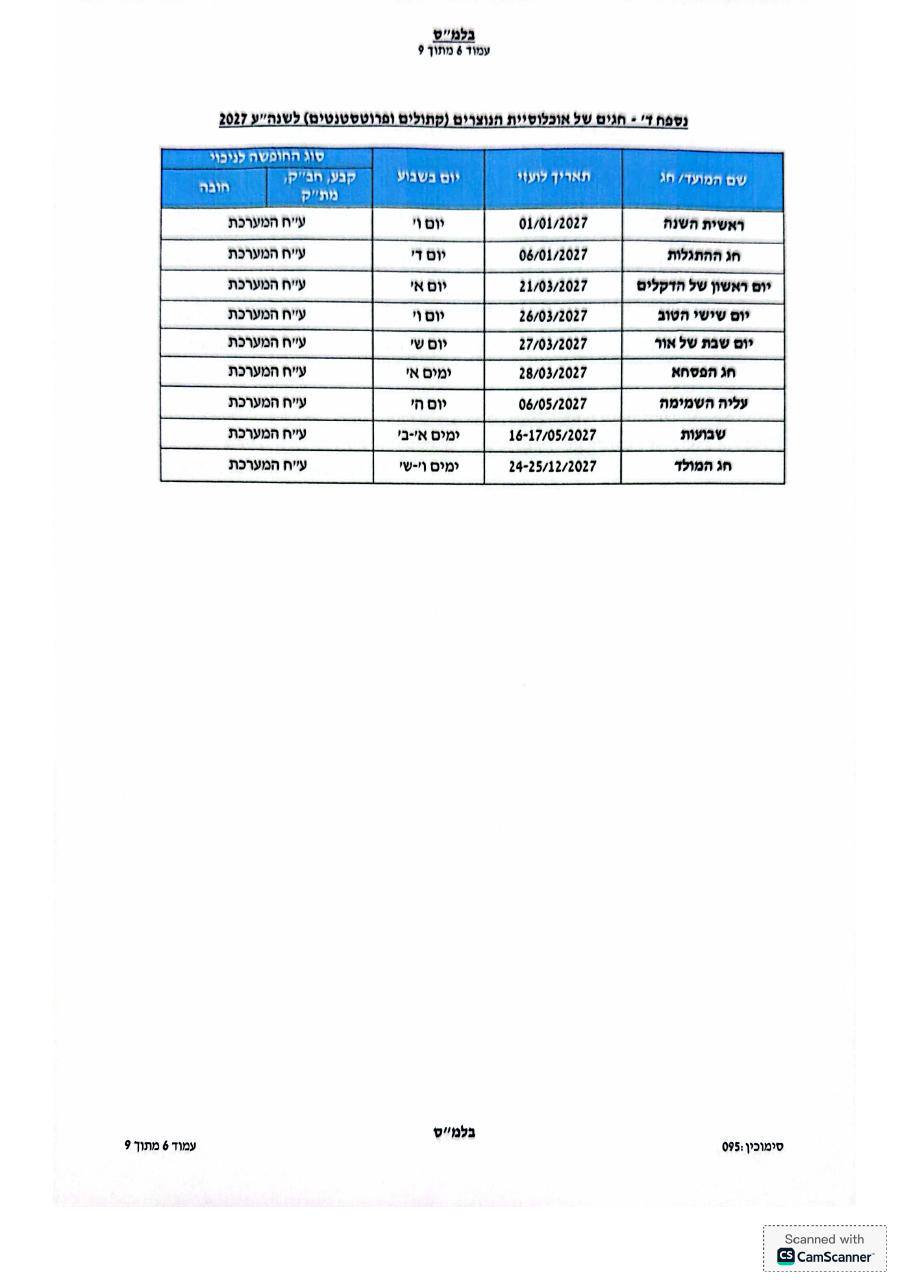 בלמ״ס
עמוד 6 מתוך 9
נספח ד' - חגים של אוכלוסיית הנוצרים (קתולים ופרוטסטנטים) לשנה״ע 2027
שם המועד/ חג תאריך לועזי יום בשבוע סוג החופשה לניכוי
קבע, חב״ק, מת״ק חובה
ראשית השנה 01/01/2027 יום ו' ע״ח המערכת
חג ההתגלות 06/01/2027 יום ד' ע״ח המערכת
יום ראשון של הדקלים 21/03/2027 יום א' ע״ח המערכת
יום שישי הטוב 26/03/2027 יום ו' ע״ח המערכת
יום שבת של אור 27/03/2027 יום ש' ע״ח המערכת
חג הפסחא 28/03/2027 ימים א' ע״ח המערכת
עליה השמימה 06/05/2027 יום ה' ע״ח המערכת
שבועות 16-17/05/2027 ימים א'-ב' ע״ח המערכת
חג המולד 24-25/12/2027 ימים ו'-ש' ע״ח המערכת
בלמ״ס
סימוכין: 095 עמוד 6 מתוך 9
Scanned with
CS CamScanner